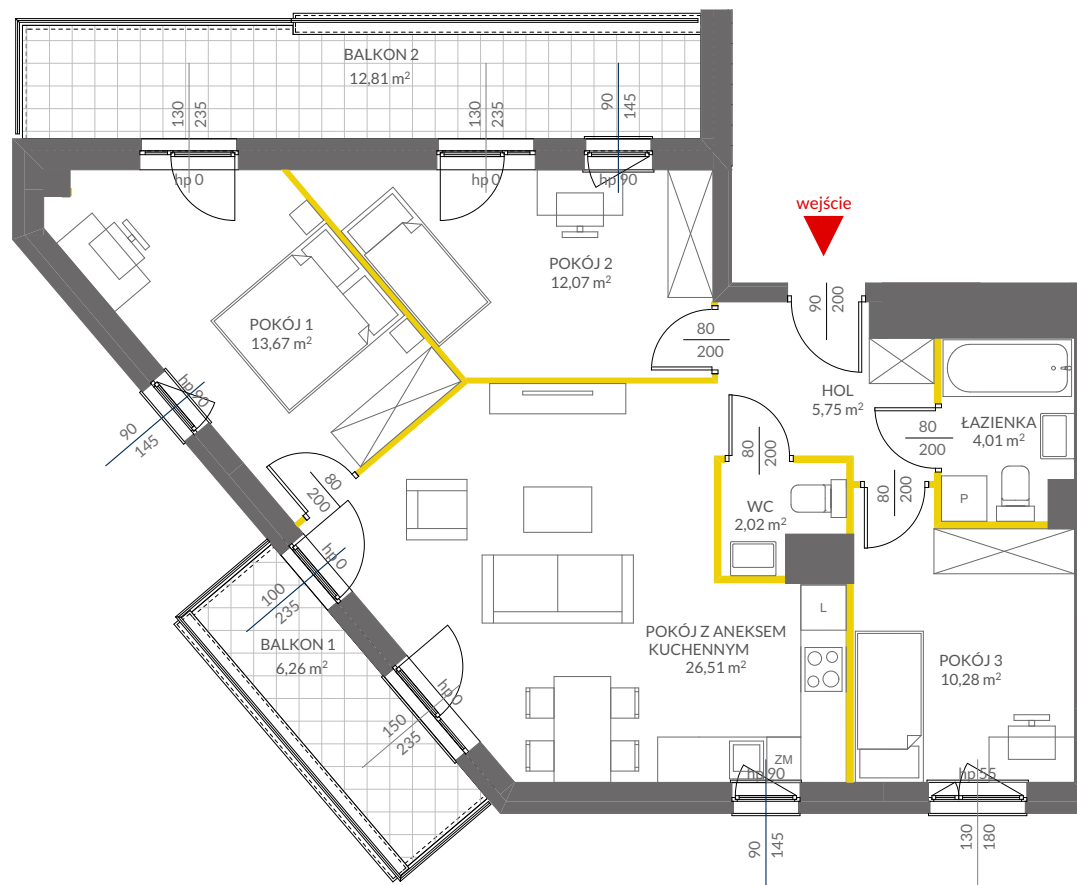 BALKON 2
12,81 m²
130
235
130
235
90
145
hp 0
hp 0
hp 90
wejście
POKÓJ 2
12,07 m²
90
200
POKÓJ 1
13,67 m²
80
200
HOL
5,75 m²
hp 90
90
145
80
200
ŁAZIENKA
4,01 m²
80
200
80
200
80
200
P
WC
2,02 m²
hp 0
100
235
L
BALKON 1
6,26 m²
POKÓJ Z ANEKSEM
KUCHENNYM
26,51 m²
POKÓJ 3
10,28 m²
hp 0
150
235
ZM
hp 90
hp 55
90
145
130
180